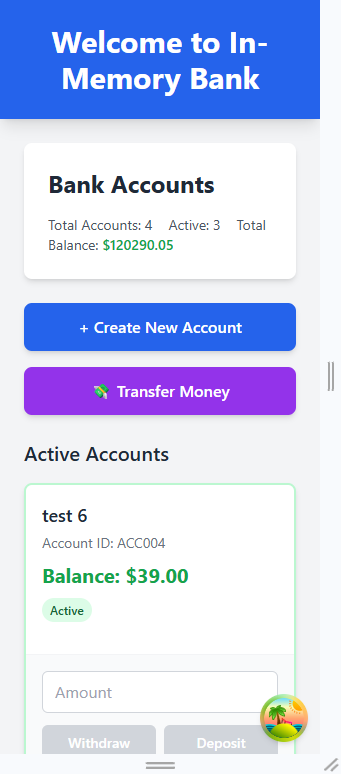 Welcome to In-
Memory Bank
Bank Accounts
Total Accounts: 4 Active: 3 Total
Balance: $120290.05
+ Create New Account
💸 Transfer Money
Active Accounts
test 6
Account ID: ACC004
Balance: $39.00
Active
Amount
Withdraw Deposit